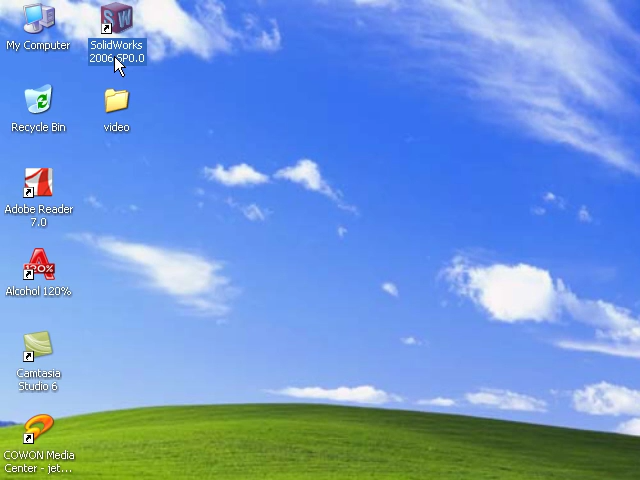 My Computer
SolidWorks
2006 SP0.0
Recycle Bin
video
Adobe Reader
7.0
120%
Alcohol 120%
Camtasia
Studio 6
COWON Media
Center - jet...